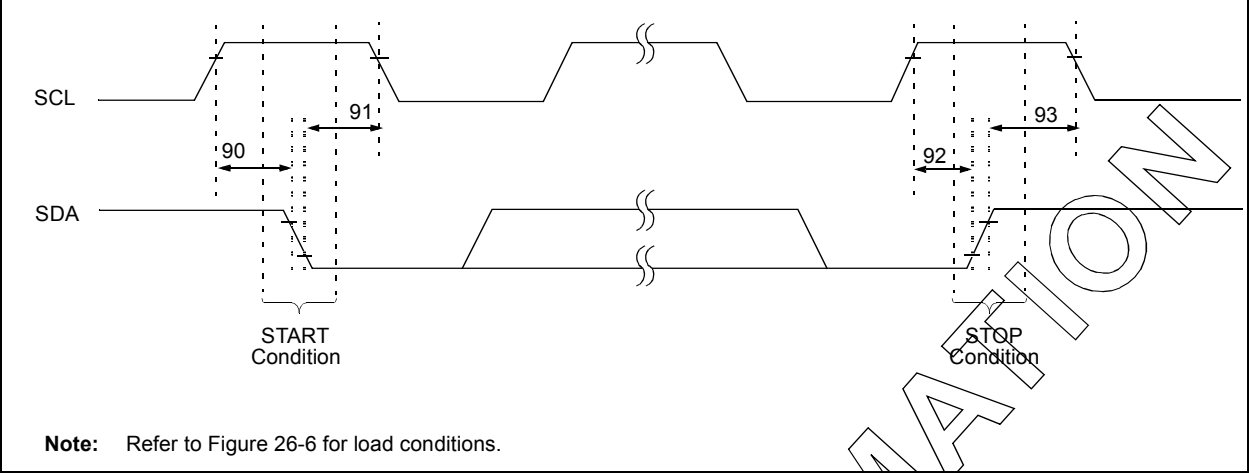 SCL
91
93
90
92
SDA
START
Condition
STOP
Condition
MATION
Note: Refer to Figure 26-6 for load conditions.